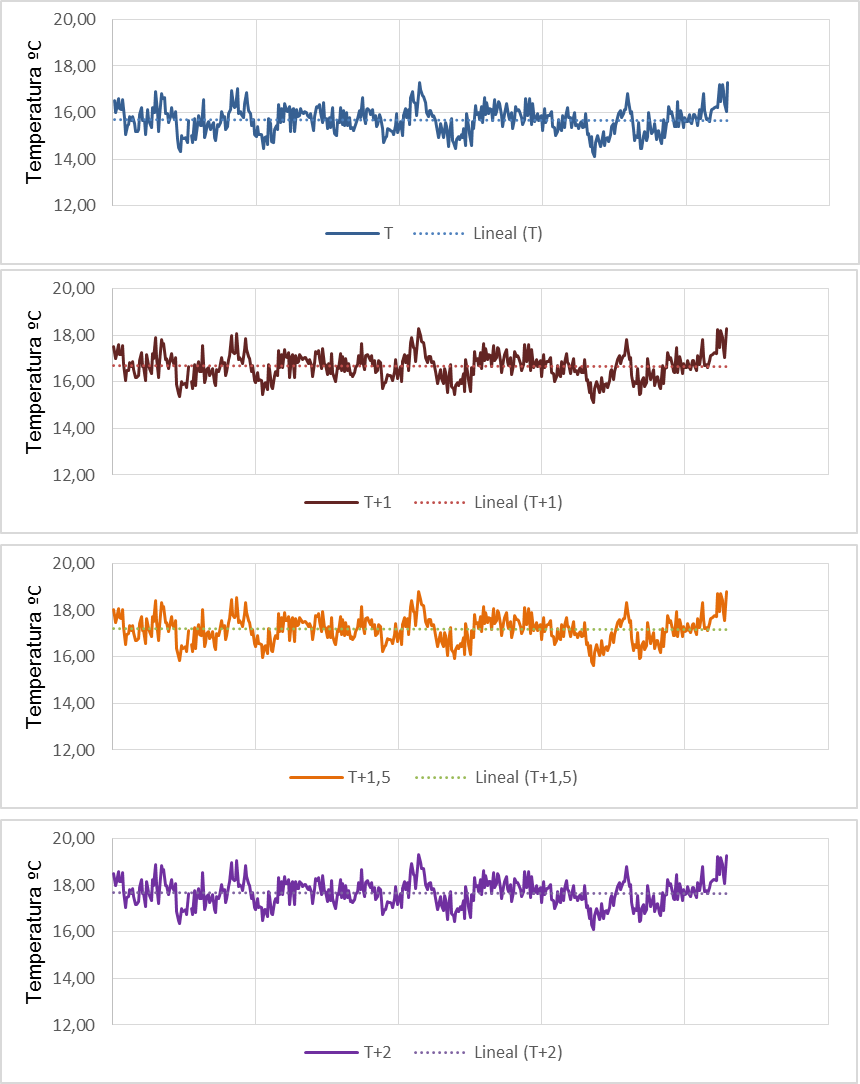 Temperatura ºC
20,00
18,00
16,00
14,00
12,00
T Lineal (T)
Temperatura ºC
20,00
18,00
16,00
14,00
12,00
T+1 Lineal (T+1)
Temperatura ºC
20,00
18,00
16,00
14,00
12,00
T+1,5 Lineal (T+1,5)
Temperatura ºC
20,00
18,00
16,00
14,00
12,00
T+2 Lineal (T+2)